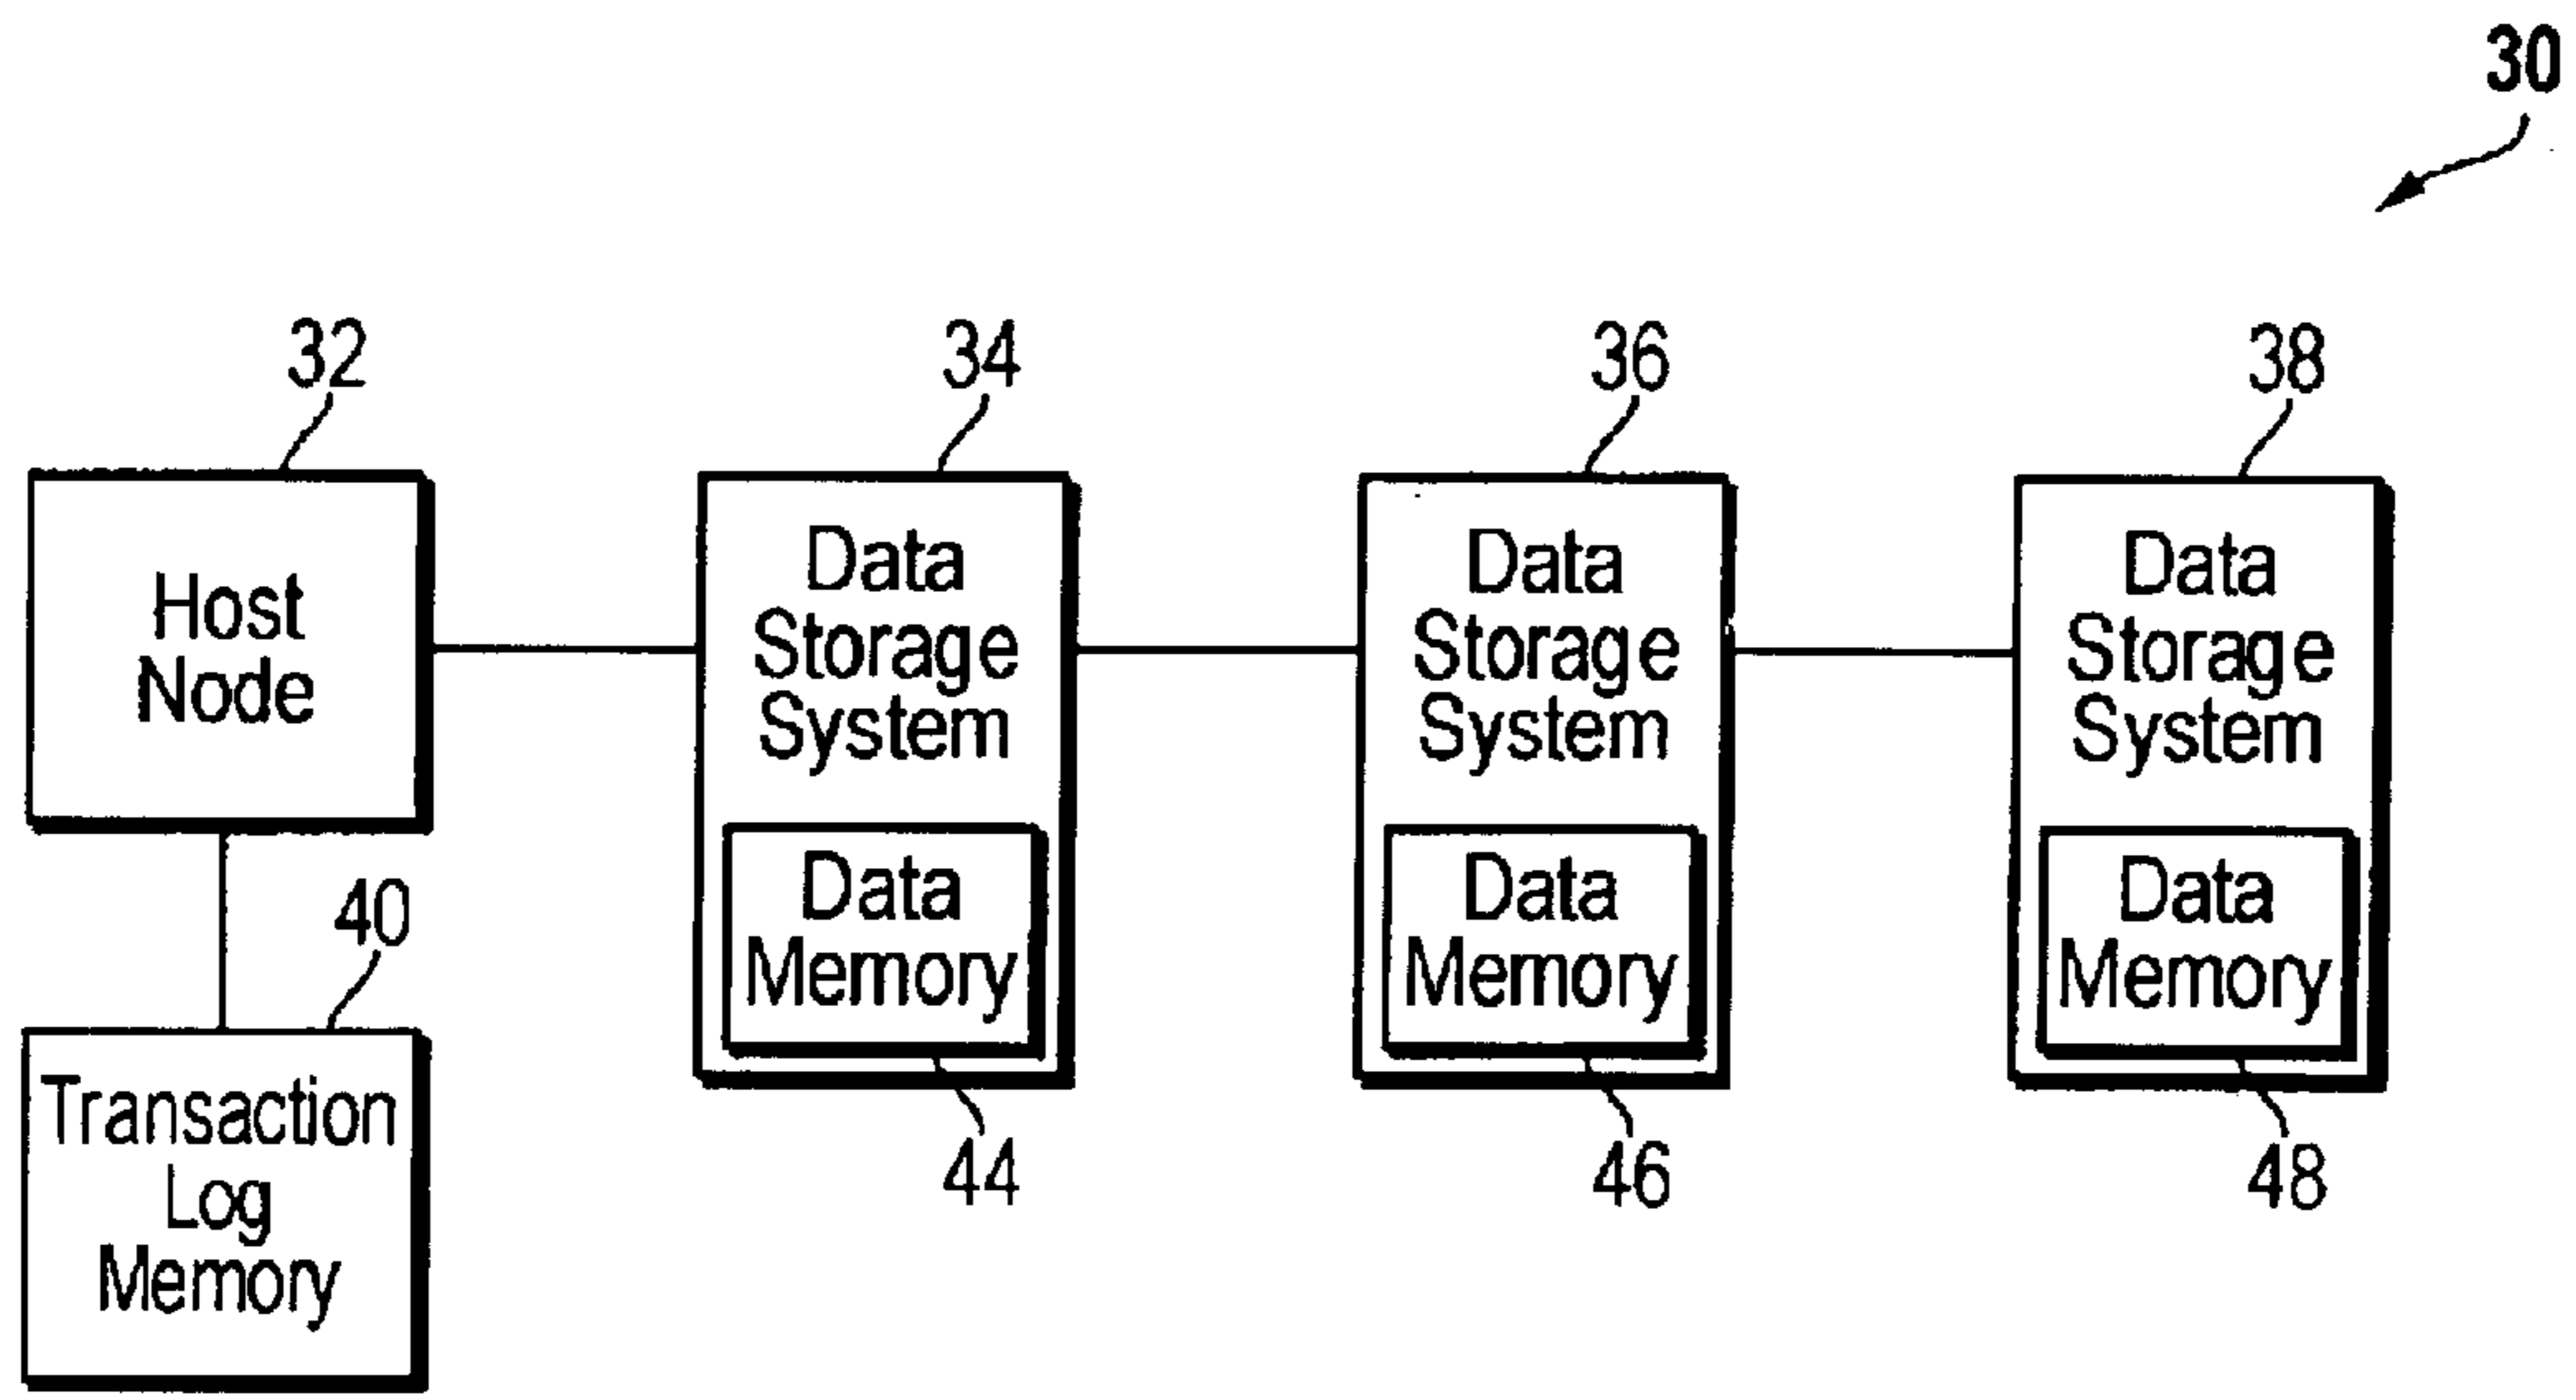 30
32
34
36
38
Host
Node
Data
Storage
System
Data
Storage
System
Data
Storage
System
40
Data
Memory
Data
Memory
Data
Memory
Transaction
Log
Memory
44
46
48